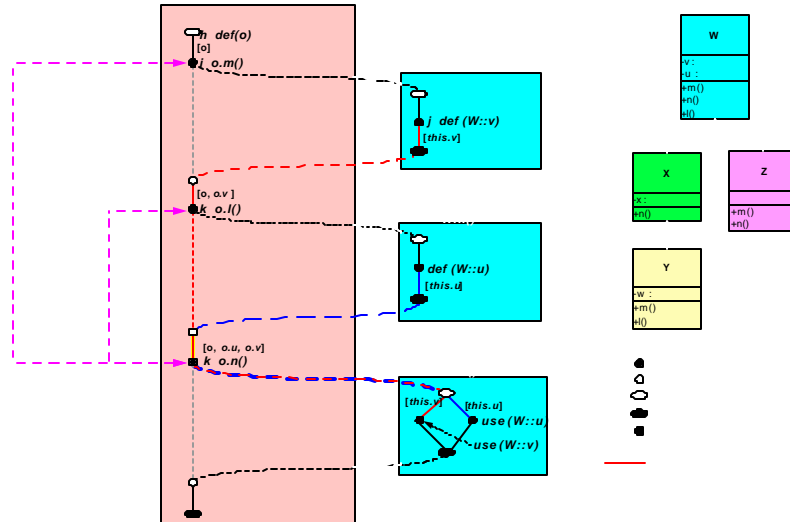 h def(o)
[o]
j o.m()
j def (W::v)
[this.v]
[o, o.v ]
k o.l()
def (W::u)
[this.u]
[o, o.u, o.v]
k o.n()
[this.v]
[this.u]
use (W::u)
use (W::v)
W
-v :
-u :
+m()
+n()
+l()
X
-x :
+n()
Z
+m()
+n()
Y
-w :
+m()
+l()